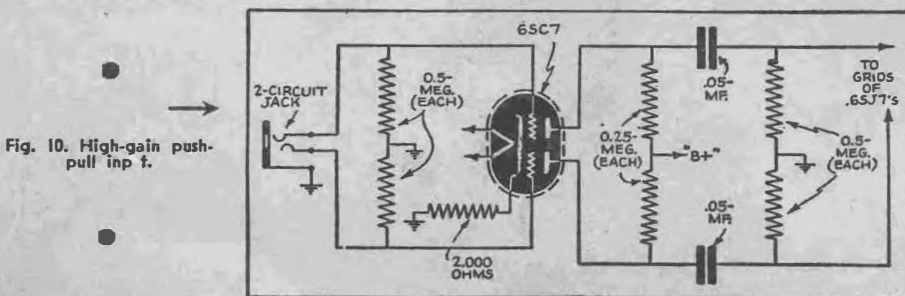 Fig. 10. High-gain push-
pull inp t.
2-CIRCUIT
JACK
0.5-
MEG.
(EACH)
2,000
OHMS
6SC7
0.25-
MEG.
(EACH)
"B+"
.05-
MF.
.05-
MF.
0.5-
MEG.
(EACH)
TO
GRIDS
OF
.6SJ7's